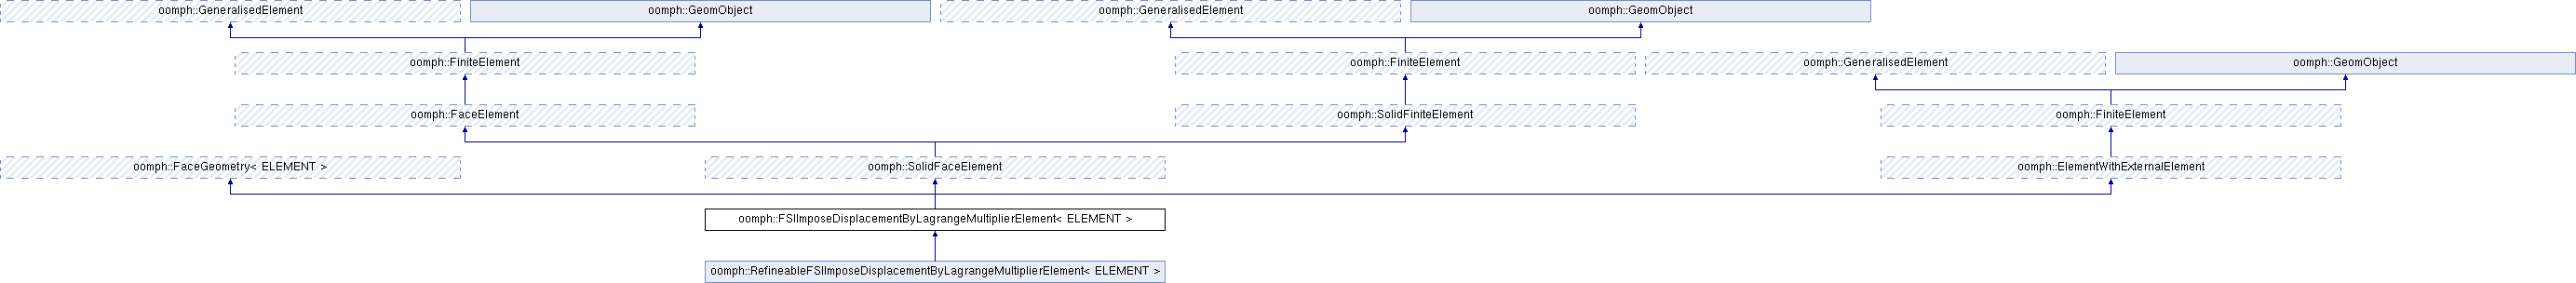 oomph::GeneralisedElement
oomph::GeomObject
oomph::GeneralisedElement
oomph::GeomObject
oomph::FiniteElement
oomph::FiniteElement
oomph::GeneralisedElement
oomph::GeomObject
oomph::FaceElement
oomph::SolidFiniteElement
oomph::FiniteElement
oomph::FaceGeometry< ELEMENT >
oomph::SolidFaceElement
oomph::ElementWithExternalElement
oomph::FSIImposeDisplacementByLagrangeMultiplierElement< ELEMENT >
oomph::RefineableFSIImposeDisplacementByLagrangeMultiplierElement< ELEMENT >